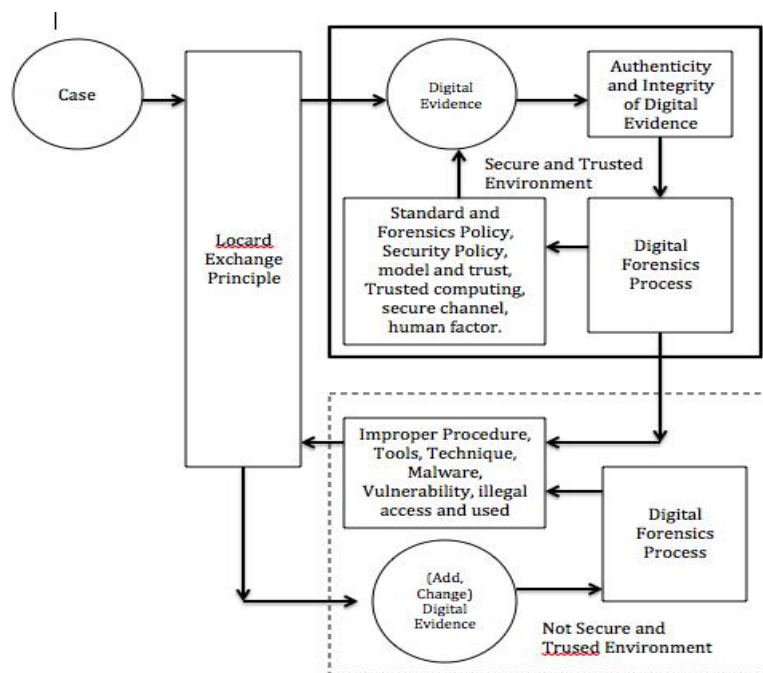 Case
Locard
Exchange
Principle
Digital
Evidence
Authenticity
and Integrity
of Digital
Evidence
Secure and Trusted
Environment
Standard and
Forensics Policy,
Security Policy,
model and trust,
Trusted computing,
secure channel,
human factor.
Digital
Forensics
Process
Improper Procedure,
Tools, Technique,
Malware,
Vulnerability, illegal
access and used
Digital
Forensics
Process
(Add,
Change)
Digital
Evidence
Not Secure and
Trused Environment